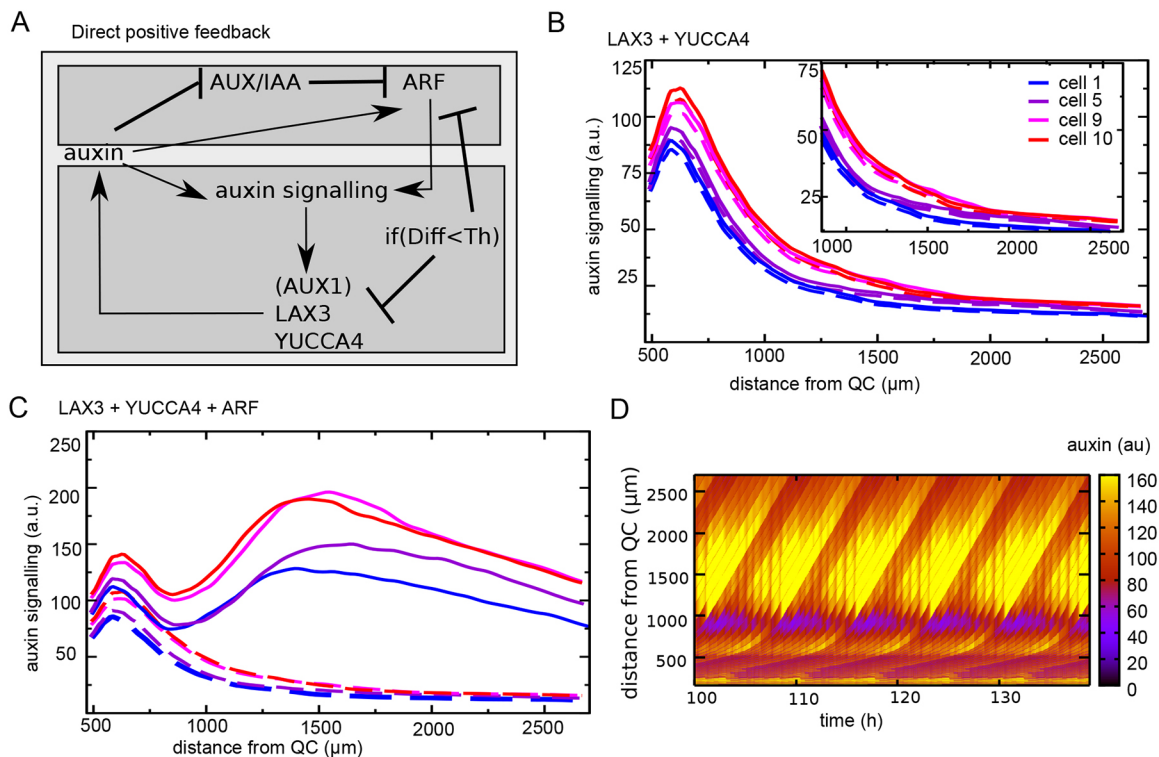 A
Direct positive feedback
AUX/IAA
ARF
auxin
auxin signalling
if(Diff<Th)
(AUX1)
LAX3
YUCCA4
B
LAX3 + YUCCA4
125
100
75
50
25
auxin signalling (a.u.)
500
1000
1500
2000
2500
distance from QC (µm)
75
50
25
1000
1500
2000
2500
cell 1
cell 5
cell 9
cell 10
C
LAX3 + YUCCA4 + ARF
250
200
150
100
50
auxin signalling (a.u.)
500
1000
1500
2000
2500
distance from QC (µm)
D
auxin (au)
2500
2000
1500
1000
500
distance from QC (µm)
100
110
120
130
time (h)
160
140
120
100
80
60
40
20
0